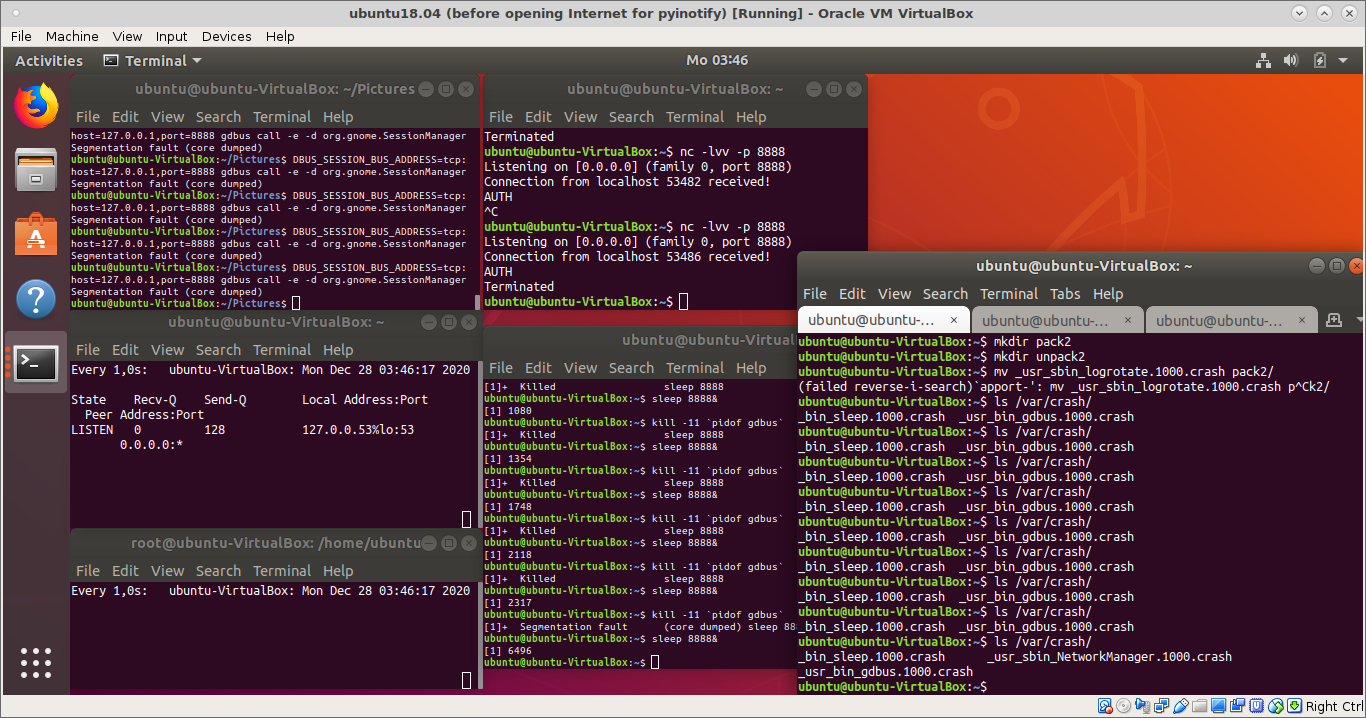 ubuntu18.04 (before opening Internet for pyinotify) [Running] - Oracle VM VirtualBox
File Machine View Input Devices Help
Activities Terminal Mo 03:46
ubuntu@ubuntu-VirtualBox: ~/Pictures
File Edit View Search Terminal Help
host=127.0.0.1,port=8888 gdbus call -e -d org.gnome.SessionManager
Segmentation fault (core dumped)
ubuntu@ubuntu-VirtualBox:~/Pictures$ DBUS_SESSION_BUS_ADDRESS=tcp:
host=127.0.0.1,port=8888 gdbus call -e -d org.gnome.SessionManager
Segmentation fault (core dumped)
ubuntu@ubuntu-VirtualBox:~/Pictures$ DBUS_SESSION_BUS_ADDRESS=tcp:
host=127.0.0.1,port=8888 gdbus call -e -d org.gnome.SessionManager
Segmentation fault (core dumped)
ubuntu@ubuntu-VirtualBox:~/Pictures$ DBUS_SESSION_BUS_ADDRESS=tcp:
host=127.0.0.1,port=8888 gdbus call -e -d org.gnome.SessionManager
Segmentation fault (core dumped)
ubuntu@ubuntu-VirtualBox:~/Pictures$ DBUS_SESSION_BUS_ADDRESS=tcp:
host=127.0.0.1,port=8888 gdbus call -e -d org.gnome.SessionManager
Segmentation fault (core dumped)
ubuntu@ubuntu-VirtualBox:~/Pictures$
ubuntu@ubuntu-VirtualBox: ~
File Edit View Search Terminal Help
Terminated
ubuntu@ubuntu-VirtualBox:~$ nc -lvv -p 8888
Listening on [0.0.0.0] (family 0, port 8888)
Connection from localhost 53482 received!
AUTH
^C
ubuntu@ubuntu-VirtualBox:~$ nc -lvv -p 8888
Listening on [0.0.0.0] (family 0, port 8888)
Connection from localhost 53486 received!
AUTH
Terminated
ubuntu@ubuntu-VirtualBox:~$
ubuntu@ubuntu-VirtualBox: ~
File Edit View Search Terminal Help
Every 1,0s: ubuntu-VirtualBox: Mon Dec 28 03:46:17 2020
State Recv-Q Send-Q Local Address:Port
Peer Address:Port
LISTEN 0 128 127.0.0.53%lo:53
0.0.0.0:*
root@ubuntu-VirtualBox: /home/ubuntu
File Edit View Search Terminal Help
Every 1,0s: ubuntu-VirtualBox: Mon Dec 28 03:46:17 2020
ubuntu@ubuntu-VirtualBox
File Edit View Search Terminal Help
[1]+ Killed sleep 8888
ubuntu@ubuntu-VirtualBox:~$ sleep 8888&
[1] 1080
ubuntu@ubuntu-VirtualBox:~$ kill -11 `pidof gdbus`
[1]+ Killed sleep 8888
ubuntu@ubuntu-VirtualBox:~$ sleep 8888&
[1] 1354
ubuntu@ubuntu-VirtualBox:~$ kill -11 `pidof gdbus`
[1]+ Killed sleep 8888
ubuntu@ubuntu-VirtualBox:~$ sleep 8888&
[1] 1748
ubuntu@ubuntu-VirtualBox:~$ kill -11 `pidof gdbus`
[1]+ Killed sleep 8888
ubuntu@ubuntu-VirtualBox:~$ sleep 8888&
[1] 2118
ubuntu@ubuntu-VirtualBox:~$ kill -11 `pidof gdbus`
[1]+ Killed sleep 8888
ubuntu@ubuntu-VirtualBox:~$ sleep 8888&
[1] 2317
ubuntu@ubuntu-VirtualBox:~$ kill -11 `pidof gdbus`
[1]+ Segmentation fault (core dumped) sleep 88
ubuntu@ubuntu-VirtualBox:~$ sleep 8888&
[1] 6496
ubuntu@ubuntu-VirtualBox:~$
ubuntu@ubuntu-VirtualBox: ~
File Edit View Search Terminal Tabs Help
ubuntu@ubuntu-... × ubuntu@ubuntu-... × ubuntu@ubuntu-... ×
ubuntu@ubuntu-VirtualBox:~$ mkdir pack2
ubuntu@ubuntu-VirtualBox:~$ mkdir unpack2
ubuntu@ubuntu-VirtualBox:~$ mv _usr_sbin_logrotate.1000.crash pack2/
(failed reverse-i-search)`apport-': mv _usr_sbin_logrotate.1000.crash p^Ck2/
ubuntu@ubuntu-VirtualBox:~$ ls /var/crash/
_bin_sleep.1000.crash _usr_bin_gdbus.1000.crash
ubuntu@ubuntu-VirtualBox:~$ ls /var/crash/
_bin_sleep.1000.crash _usr_bin_gdbus.1000.crash
ubuntu@ubuntu-VirtualBox:~$ ls /var/crash/
_bin_sleep.1000.crash _usr_bin_gdbus.1000.crash
ubuntu@ubuntu-VirtualBox:~$ ls /var/crash/
_bin_sleep.1000.crash _usr_bin_gdbus.1000.crash
ubuntu@ubuntu-VirtualBox:~$ ls /var/crash/
_bin_sleep.1000.crash _usr_bin_gdbus.1000.crash
ubuntu@ubuntu-VirtualBox:~$ ls /var/crash/
_bin_sleep.1000.crash _usr_bin_gdbus.1000.crash
ubuntu@ubuntu-VirtualBox:~$ ls /var/crash/
_bin_sleep.1000.crash _usr_bin_gdbus.1000.crash
ubuntu@ubuntu-VirtualBox:~$ ls /var/crash/
_bin_sleep.1000.crash _usr_bin_gdbus.1000.crash
ubuntu@ubuntu-VirtualBox:~$ ls /var/crash/
_bin_sleep.1000.crash _usr_sbin_NetworkManager.1000.crash
_usr_bin_gdbus.1000.crash
ubuntu@ubuntu-VirtualBox:~$
Right Ctrl